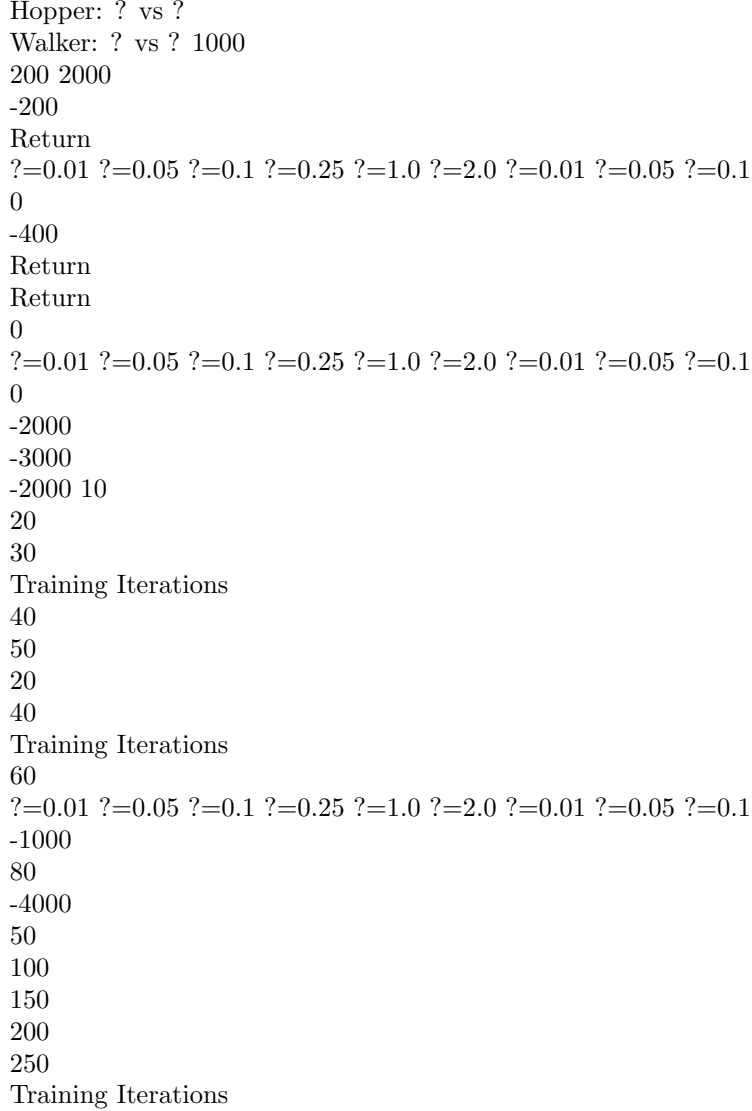 Hopper: ? vs ?
Walker: ? vs ? 1000
200 2000
-200
Return
?=0.01 ?=0.05 ?=0.1 ?=0.25 ?=1.0 ?=2.0 ?=0.01 ?=0.05 ?=0.1
0
-400
Return
Return
0
?=0.01 ?=0.05 ?=0.1 ?=0.25 ?=1.0 ?=2.0 ?=0.01 ?=0.05 ?=0.1
0
-2000
-3000
-2000 10
20
30
Training Iterations
40
50
20
40
Training Iterations
60
?=0.01 ?=0.05 ?=0.1 ?=0.25 ?=1.0 ?=2.0 ?=0.01 ?=0.05 ?=0.1
-1000
80
-4000
50
100
150
200
250
Training Iterations